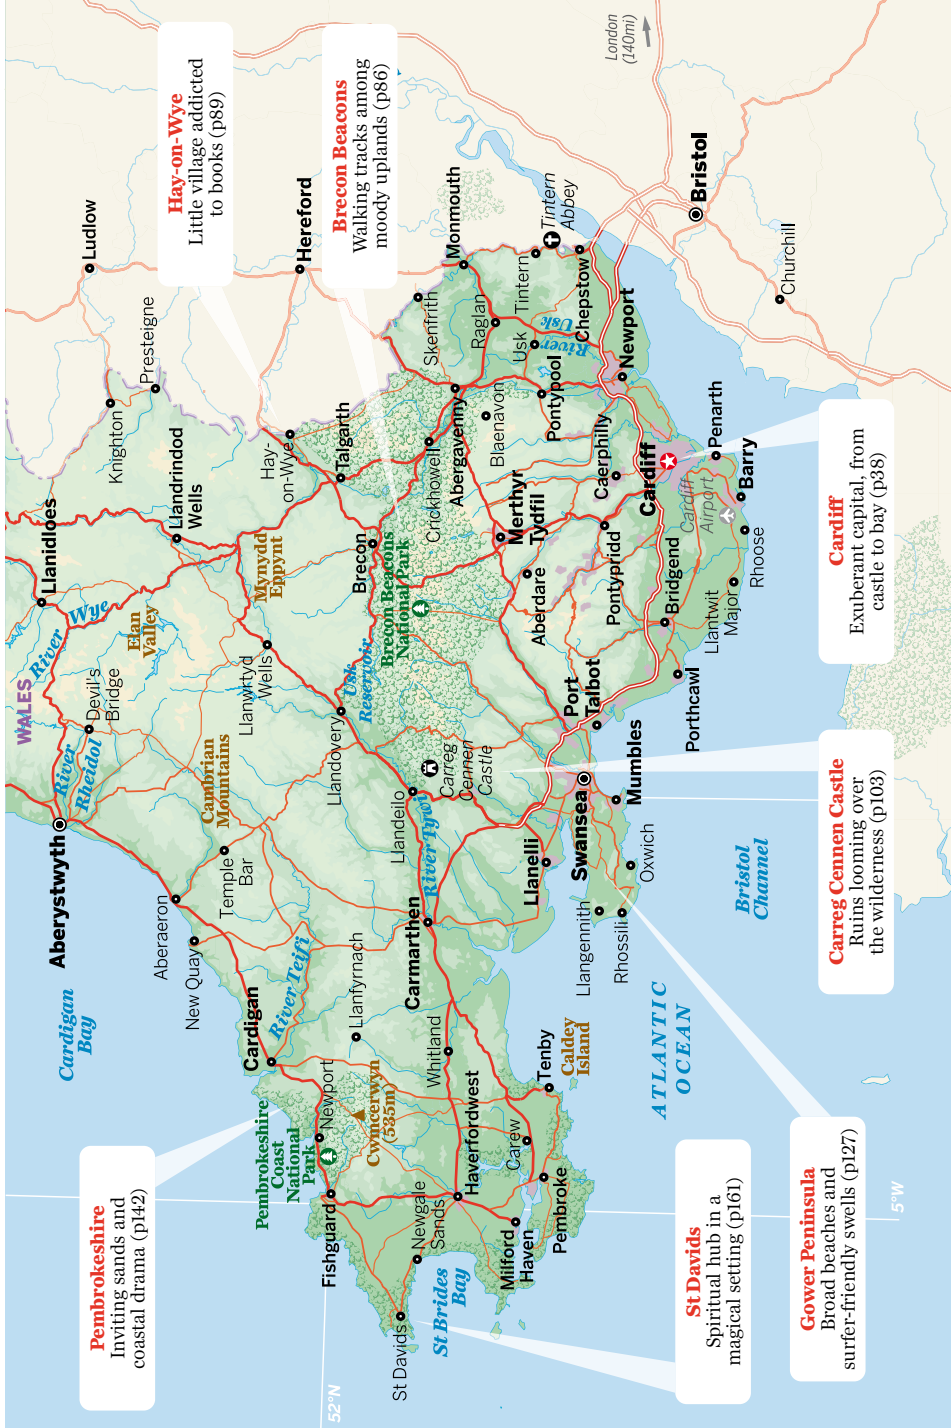 Pembrokeshire
Inviting sands and
coastal drama (p142)
Hay-on-Wye
Little village addicted
to books (p89)
Brecon Beacons
Walking tracks among
moody uplands (p86)
St Davids
Spiritual hub in a
magical setting (p161)
Gower Peninsula
Broad beaches and
surfer-friendly swells (p127)
Carreg Cennen Castle
Ruins looming over
the wilderness (p103)
Cardiff
Exuberant capital, from
castle to bay (p38)
London
(140mi)
WALES
Cardigan
Bay
Aberystwyth
River
Rheidol
Devil's
Bridge
River Wye
Llanidloes
Elan
Valley
Knighton
Presteigne
Ludlow
Aberaeron
New Quay
Temple
Bar
Cambrian
Mountains
Llanwrtyd
Wells
Mynydd
Eppynt
Llandrindod
Wells
Hay-
on-Wye
Hereford
Cardigan
River Teifi
Llanfyrnach
Llandovery
Usk
Reservoir
Brecon
Talgarth
Pembrokeshire
Coast
National
Park
Newport
Cwmcerwyn
(535m)
Fishguard
Brecon Beacons
National Park
Llandeilo
River Tywi
Carreg
Cennen
Castle
Crickhowell
Abergavenny
Skenfrith
Monmouth
Raglan
St Davids
Newgale
Sands
St Brides
Bay
Haverfordwest
Whitland
Carmarthen
Milford
Haven
Pembroke
Carew
Tenby
Caldey
Island
Llanelli
Swansea
Mumbles
Oxwich
Llangennith
Rhossili
Port
Talbot
Aberdare
Merthyr
Tydfil
Blaenavon
Usk
River
Usk
Tintern
Tintern
Abbey
Chepstow
Pontypool
Newport
Caerphilly
Pontypridd
Bridgend
Porthcawl
Llantwit
Major
Rhoose
Cardiff
Cardiff
Airport
Barry
Penarth
Bristol
Churchill
ATLANTIC
OCEAN
Bristol
Channel
52°N
5°W